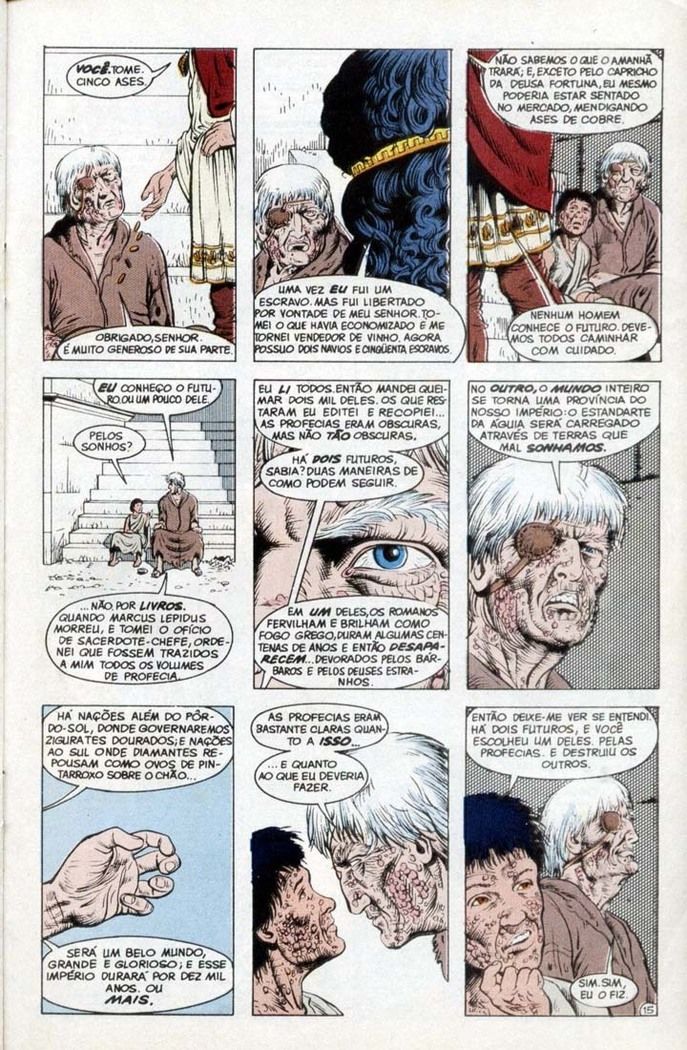 VOCÊ. TOME.
CINCO ASES.
OBRIGADO, SENHOR.
É MUITO GENEROSO DE SUA PARTE.
UMA VEZ EU FUI UM
ESCRAVO. MAS FUI LIBERTADO
POR VONTADE DE MEU SENHOR. TO-
MEI O QUE HAVIA ECONOMIZADO E ME
TORNEI VENDEDOR DE VINHO. AGORA
POSSUO DOIS NAVIOS E CINQÜENTA ESCRAVOS.
NÃO SABEMOS O QUE O AMANHÃ
TRARÁ; E, EXCETO PELO CAPRICHO
DA DEUSA FORTUNA, EU MESMO
PODERIA ESTAR SENTADO
NO MERCADO, MENDIGANDO
ASES DE COBRE.
NENHUM HOMEM
CONHECE O FUTURO. DEVE-
MOS TODOS CAMINHAR
COM CUIDADO.
EU CONHEÇO O FUTU-
RO. OU UM POUCO DELE.
PELOS
SONHOS?
...NÃO. POR LIVROS.
QUANDO MARCUS LEPIDUS
MORREU, E TOMEI O OFÍCIO
DE SACERDOTE-CHEFE, ORDE-
NEI QUE FOSSEM TRAZIDOS
A MIM TODOS OS VOLUMES
DE PROFECIA.
EU LI TODOS. ENTÃO MANDEI QUEI-
MAR DOIS MIL DELES. OS QUE RES-
TARAM EU EDITEI E RECOPIEI...
AS PROFECIAS ERAM OBSCURAS,
MAS NÃO TÃO OBSCURAS.
HÁ DOIS FUTUROS,
SABIA? DUAS MANEIRAS DE
COMO PODEM SEGUIR.
EM UM DELES, OS ROMANOS
FERVILHAM E BRILHAM COMO
FOGO GREGO, DURAM ALGUMAS CEN-
TENAS DE ANOS E ENTÃO DESAPA-
RECEM... DEVORADOS PELOS BÁR-
BAROS E PELOS DEUSES ESTRA-
NHOS.
NO OUTRO, O MUNDO INTEIRO
SE TORNA UMA PROVÍNCIA DO
NOSSO IMPÉRIO: O ESTANDARTE
DA ÁGUIA SERÁ CARREGADO
ATRAVÉS DE TERRAS QUE
MAL SONHAMOS.
HÁ NAÇÕES ALÉM DO PÔR-
DO-SOL, DONDE GOVERNAREMOS
ZIGURATES DOURADOS; E NAÇÕES
AO SUL ONDE DIAMANTES RE-
POUSAM COMO OVOS DE PIN-
TARROXO SOBRE O CHÃO...
SERÁ UM BELO MUNDO,
GRANDE E GLORIOSO; E ESSE
IMPÉRIO DURARÁ POR DEZ MIL
ANOS. OU
MAIS.
AS PROFECIAS ERAM
BASTANTE CLARAS QUAN-
TO A ISSO...
...E QUANTO
AO QUE EU DEVERIA
FAZER.
ENTÃO DEIXE-ME VER SE ENTENDI.
HÁ DOIS FUTUROS, E VOCÊ
ESCOLHEU UM DELES. PELAS
PROFECIAS. E DESTRUIU OS
OUTROS.
SIM. SIM,
EU O FIZ.
15